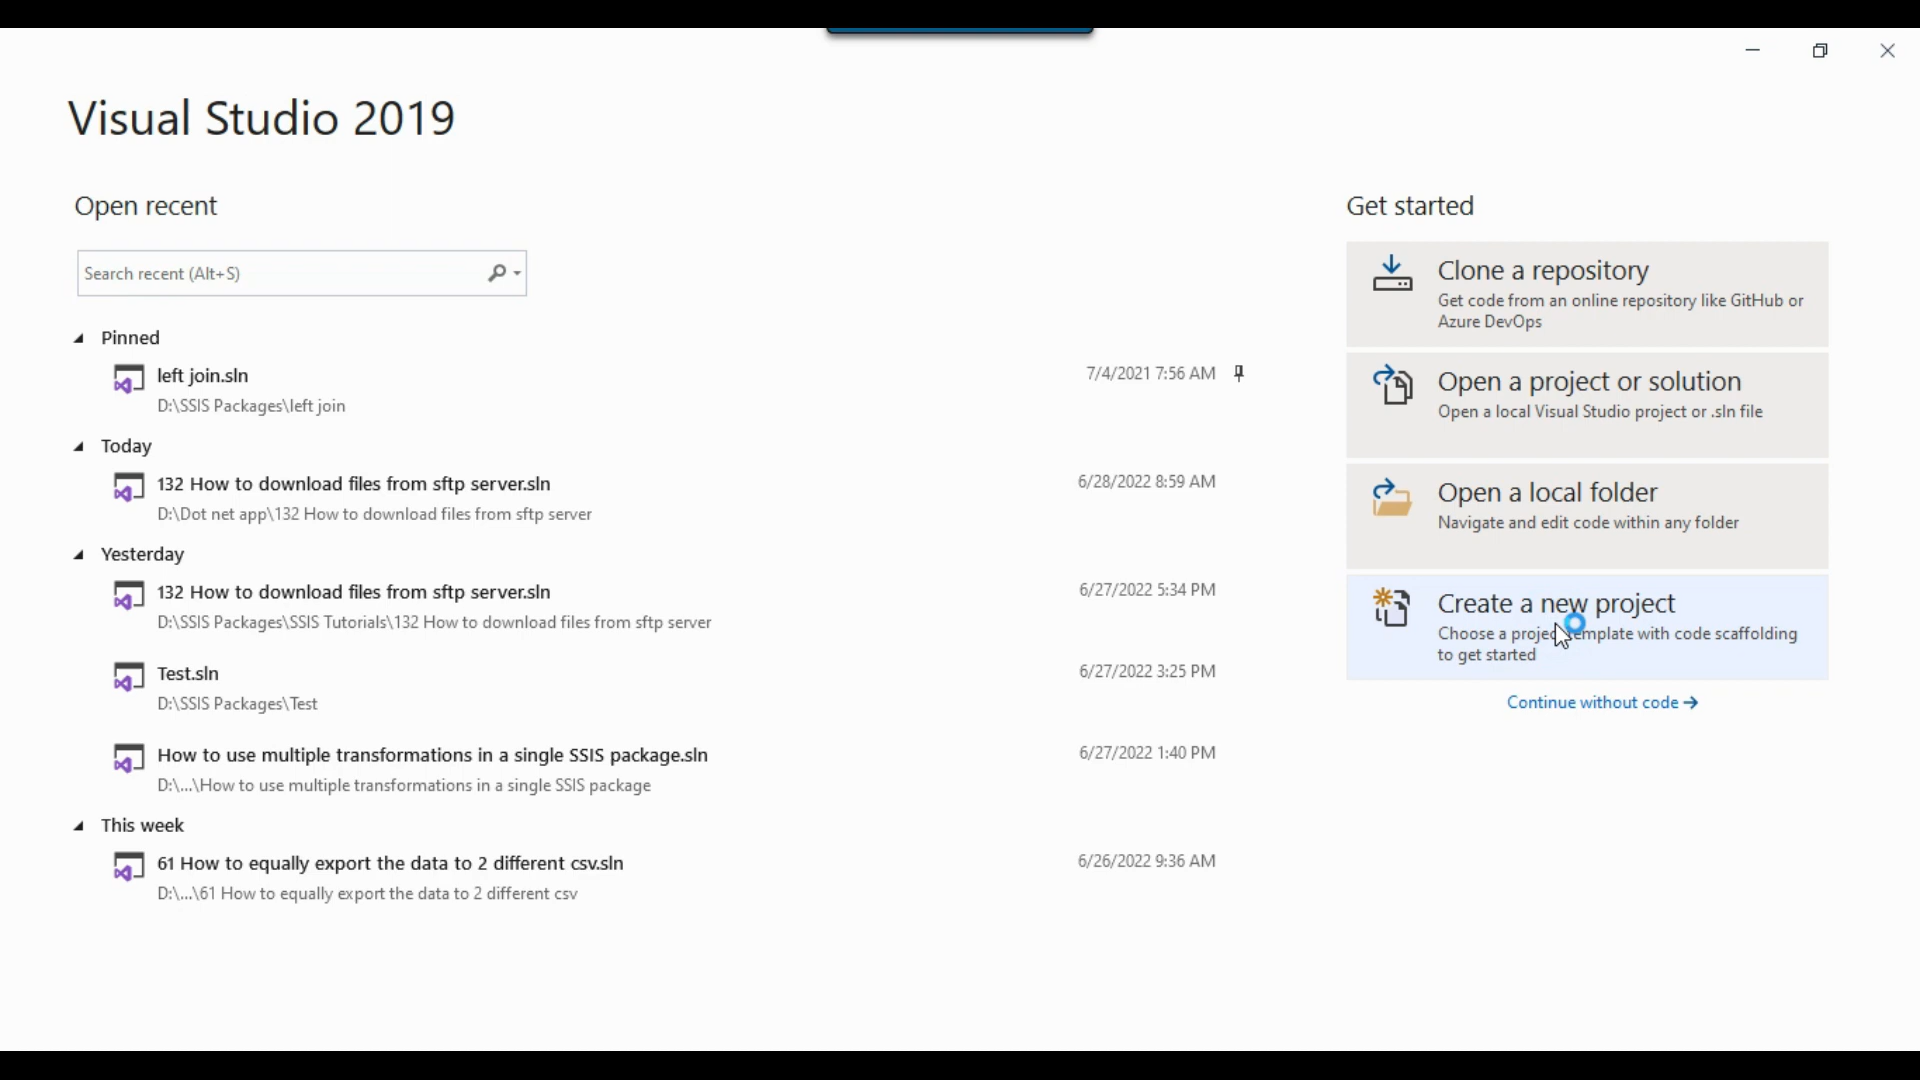 Visual Studio 2019
Open recent
Search recent (Alt+S)
Pinned
left join.sln
7/4/2021 7:56 AM
D:\SSIS Packages\left join
Today
132 How to download files from sftp server.sln
6/28/2022 8:59 AM
D:\Dot net app\132 How to download files from sftp server
Yesterday
132 How to download files from sftp server.sln
6/27/2022 5:34 PM
D:\SSIS Packages\SSIS Tutorials\132 How to download files from sftp server
Test.sln
6/27/2022 3:25 PM
D:\SSIS Packages\Test
How to use multiple transformations in a single SSIS package.sln
6/27/2022 1:40 PM
D:\...\How to use multiple transformations in a single SSIS package
This week
61 How to equally export the data to 2 different csv.sln
6/26/2022 9:36 AM
D:\...\61 How to equally export the data to 2 different csv
Get started
Clone a repository
Get code from an online repository like GitHub or
Azure DevOps
Open a project or solution
Open a local Visual Studio project or .sln file
Open a local folder
Navigate and edit code within any folder
Create a new project
Choose a project template with code scaffolding
to get started
Continue without code →